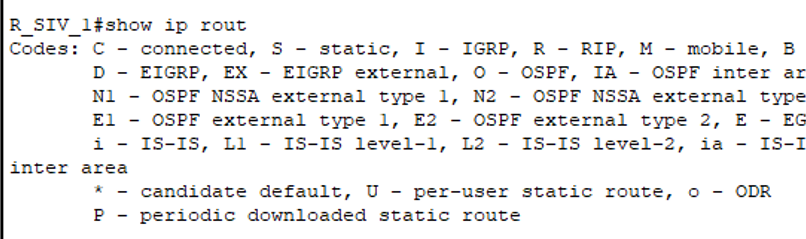 R_SIV_1#show ip rout
Codes: C - connected, S - static, I - IGRP, R - RIP, M - mobile, B
D - EIGRP, EX - EIGRP external, O - OSPF, IA - OSPF inter ar
N1 - OSPF NSSA external type 1, N2 - OSPF NSSA external type
E1 - OSPF external type 1, E2 - OSPF external type 2, E - EG
i - IS-IS, L1 - IS-IS level-1, L2 - IS-IS level-2, ia - IS-I
inter area
* - candidate default, U - per-user static route, o - ODR
P - periodic downloaded static route